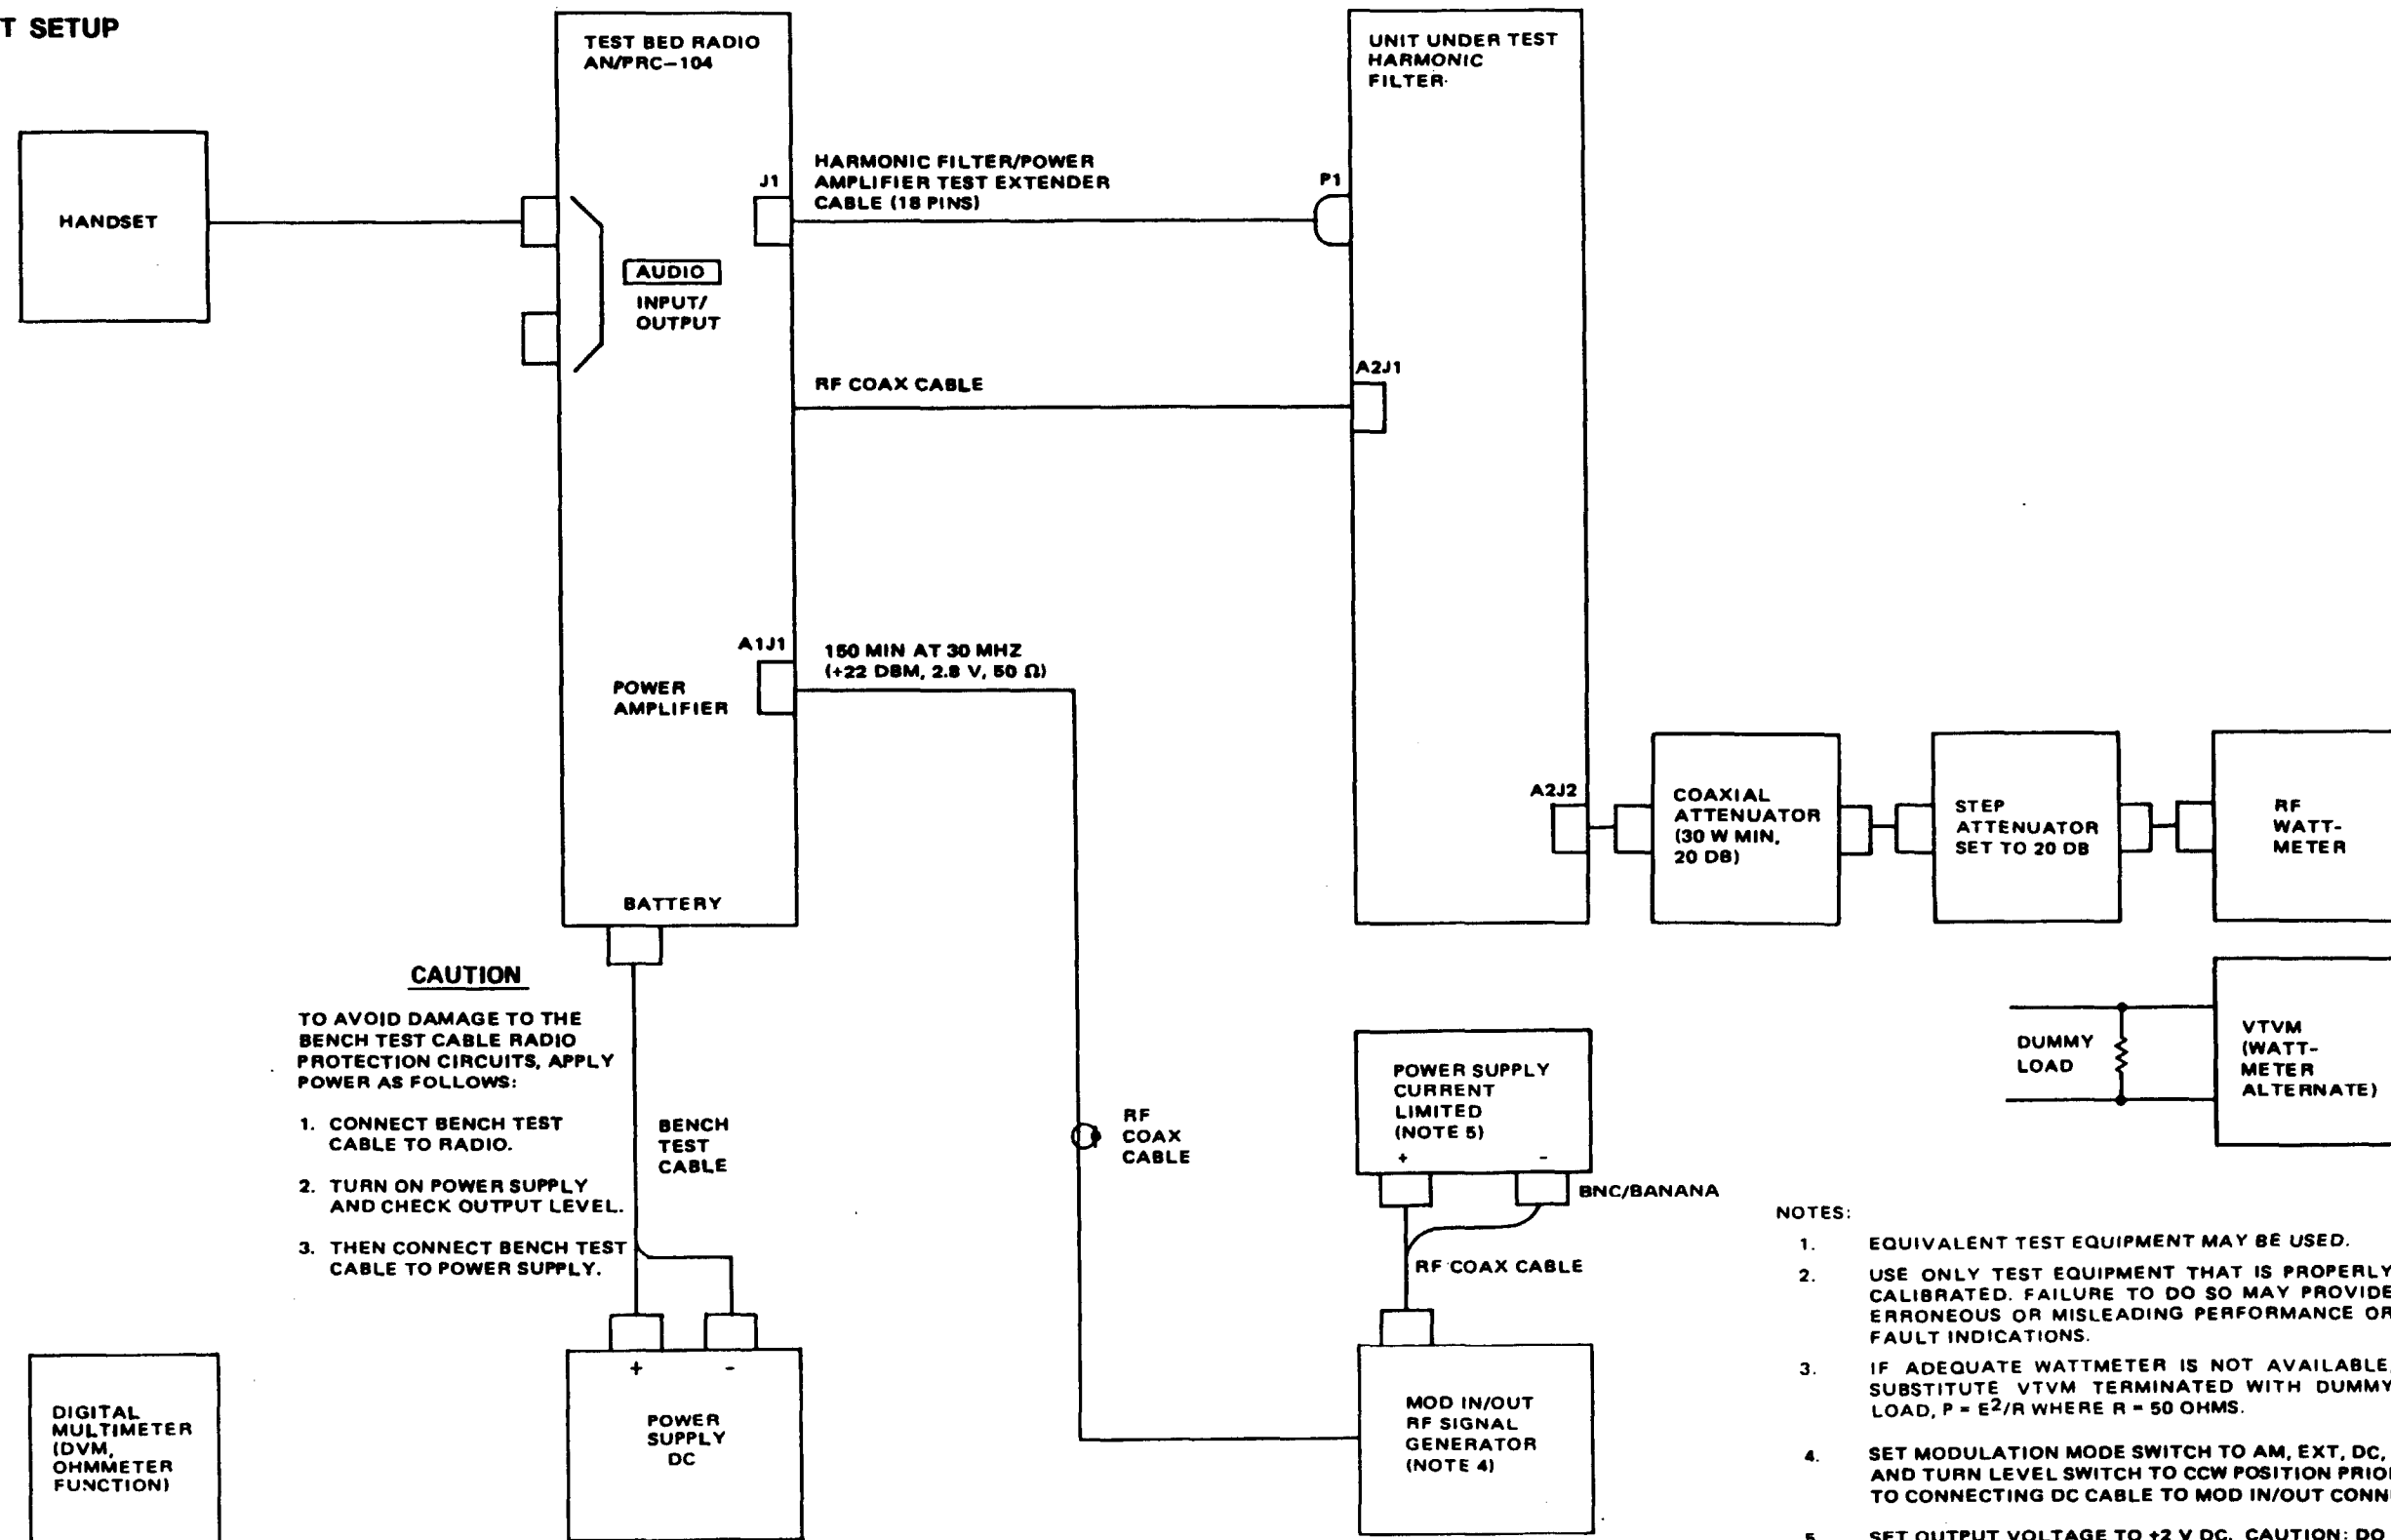 T SETUP
TEST BED RADIO
AN/PRC-104
UNIT UNDER TEST
HARMONIC
FILTER
HANDSET
J1
HARMONIC FILTER/POWER
AMPLIFIER TEST EXTENDER
CABLE (18 PINS)
P1
AUDIO
INPUT/
OUTPUT
RF COAX CABLE
A2J1
A1J1
150 MIN AT 30 MHZ
(+22 DBM, 2.8 V, 50 Ω)
POWER
AMPLIFIER
A2J2
COAXIAL
ATTENUATOR
(30 W MIN,
20 DB)
STEP
ATTENUATOR
SET TO 20 DB
RF
WATT-
METER
BATTERY
CAUTION
TO AVOID DAMAGE TO THE
BENCH TEST CABLE RADIO
PROTECTION CIRCUITS, APPLY
POWER AS FOLLOWS:
1. CONNECT BENCH TEST
CABLE TO RADIO.
2. TURN ON POWER SUPPLY
AND CHECK OUTPUT LEVEL.
3. THEN CONNECT BENCH TEST
CABLE TO POWER SUPPLY.
BENCH
TEST
CABLE
RF
COAX
CABLE
POWER SUPPLY
CURRENT
LIMITED
(NOTE 5)
+ -
BNC/BANANA
RF COAX CABLE
DUMMY
LOAD
VTVM
(WATT-
METER
ALTERNATE)
DIGITAL
MULTIMETER
(DVM,
OHMMETER
FUNCTION)
+ -
POWER
SUPPLY
DC
MOD IN/OUT
RF SIGNAL
GENERATOR
(NOTE 4)
NOTES:
1. EQUIVALENT TEST EQUIPMENT MAY BE USED.
2. USE ONLY TEST EQUIPMENT THAT IS PROPERLY
CALIBRATED. FAILURE TO DO SO MAY PROVIDE
ERRONEOUS OR MISLEADING PERFORMANCE OR
FAULT INDICATIONS.
3. IF ADEQUATE WATTMETER IS NOT AVAILABLE,
SUBSTITUTE VTVM TERMINATED WITH DUMMY
LOAD, P = E²/R WHERE R = 50 OHMS.
4. SET MODULATION MODE SWITCH TO AM, EXT, DC,
AND TURN LEVEL SWITCH TO CCW POSITION PRIO
TO CONNECTING DC CABLE TO MOD IN/OUT CONN
5. SET OUTPUT VOLTAGE TO +2 V DC. CAUTION: DO